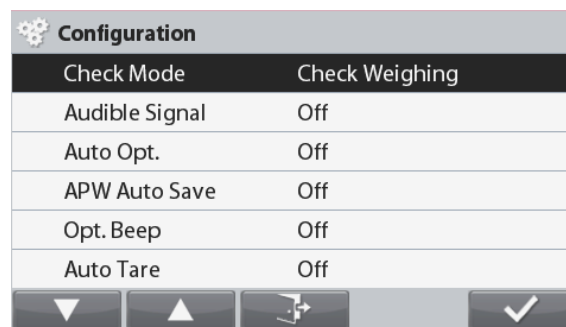 Configuration
Check Mode Check Weighing
Audible Signal Off
Auto Opt. Off
APW Auto Save Off
Opt. Beep Off
Auto Tare Off